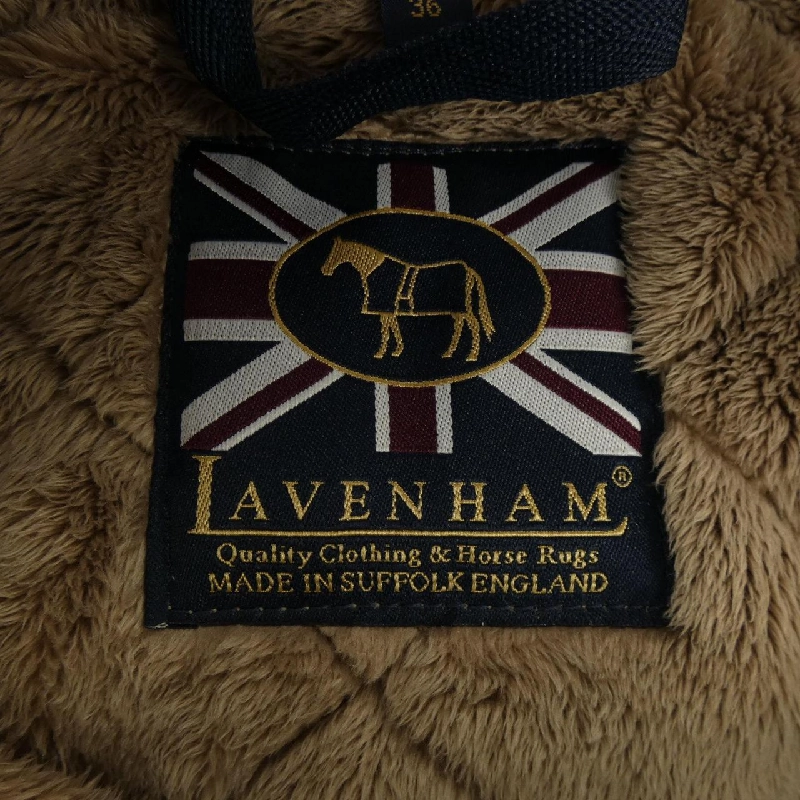 36
LAVENHAM®
Quality Clothing & Horse Rugs
MADE IN SUFFOLK ENGLAND